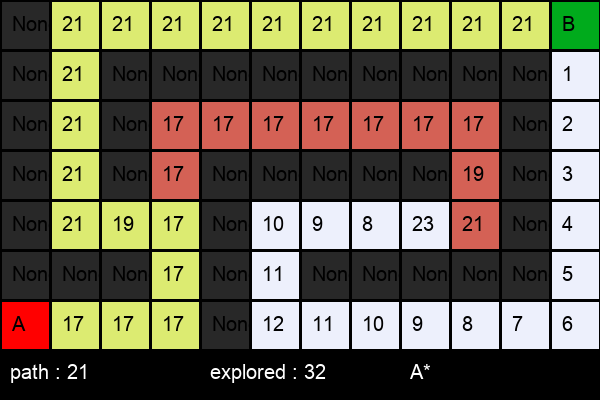 Non 21 21 21 21 21 21 21 21 21 21 B
Non 21 Non Non Non Non Non Non Non Non Non 1
Non 21 Non 17 17 17 17 17 17 17 Non 2
Non 21 Non 17 Non Non Non Non Non 19 Non 3
Non 21 19 17 Non 10 9 8 23 21 Non 4
Non Non Non 17 Non 11 Non Non Non Non Non 5
A 17 17 17 Non 12 11 10 9 8 7 6
path : 21 explored : 32 A*